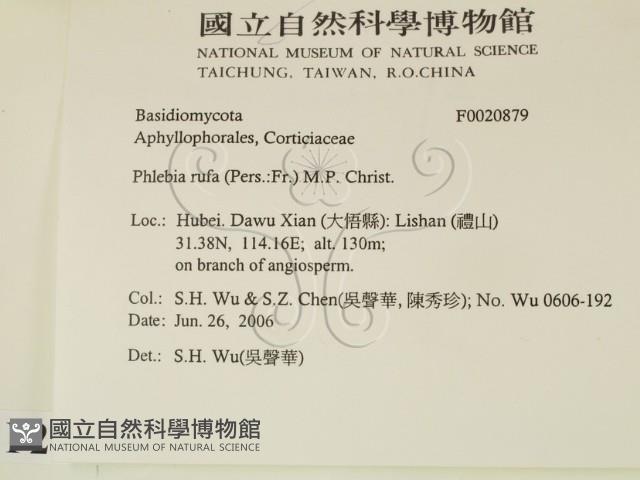 國立自然科學博物館
NATIONAL MUSEUM OF NATURAL SCIENCE
TAICHUNG, TAIWAN, R.O.CHINA
Basidiomycota F0020879
Aphyllophorales, Corticiaceae
Phlebia rufa (Pers.:Fr.) M.P. Christ.
Loc.: Hubei. Dawu Xian (大悟縣): Lishan (禮山)
31.38N, 114.16E; alt. 130m;
on branch of angiosperm.
Col.: S.H. Wu & S.Z. Chen(吳聲華, 陳秀珍); No. Wu 0606-192
Date: Jun. 26, 2006
Det.: S.H. Wu(吳聲華)
國立自然科學博物館
NATIONAL MUSEUM OF NATURAL SCIENCE